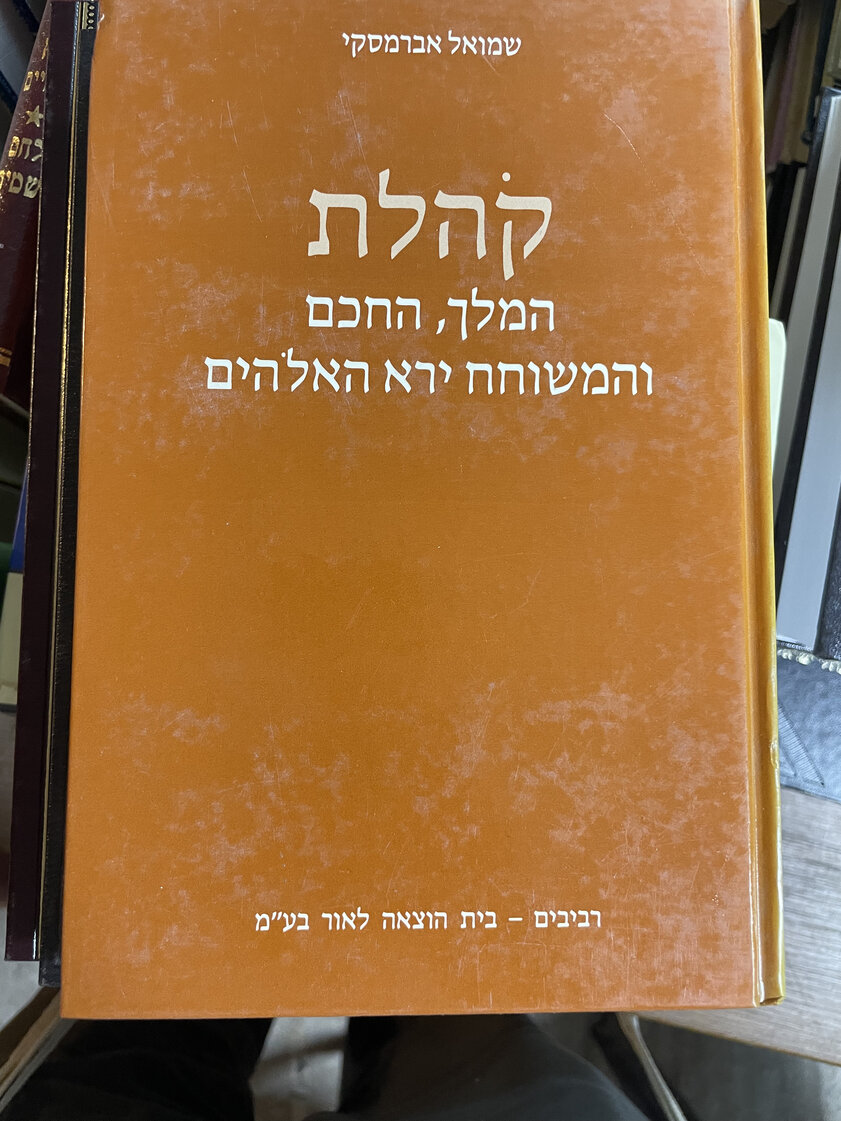 שמואל אברמסקי
קֹהלת
המלך, החכם
והמשוחח ירא האלֹהים
רביבים – בית הוצאה לאור בע״מ